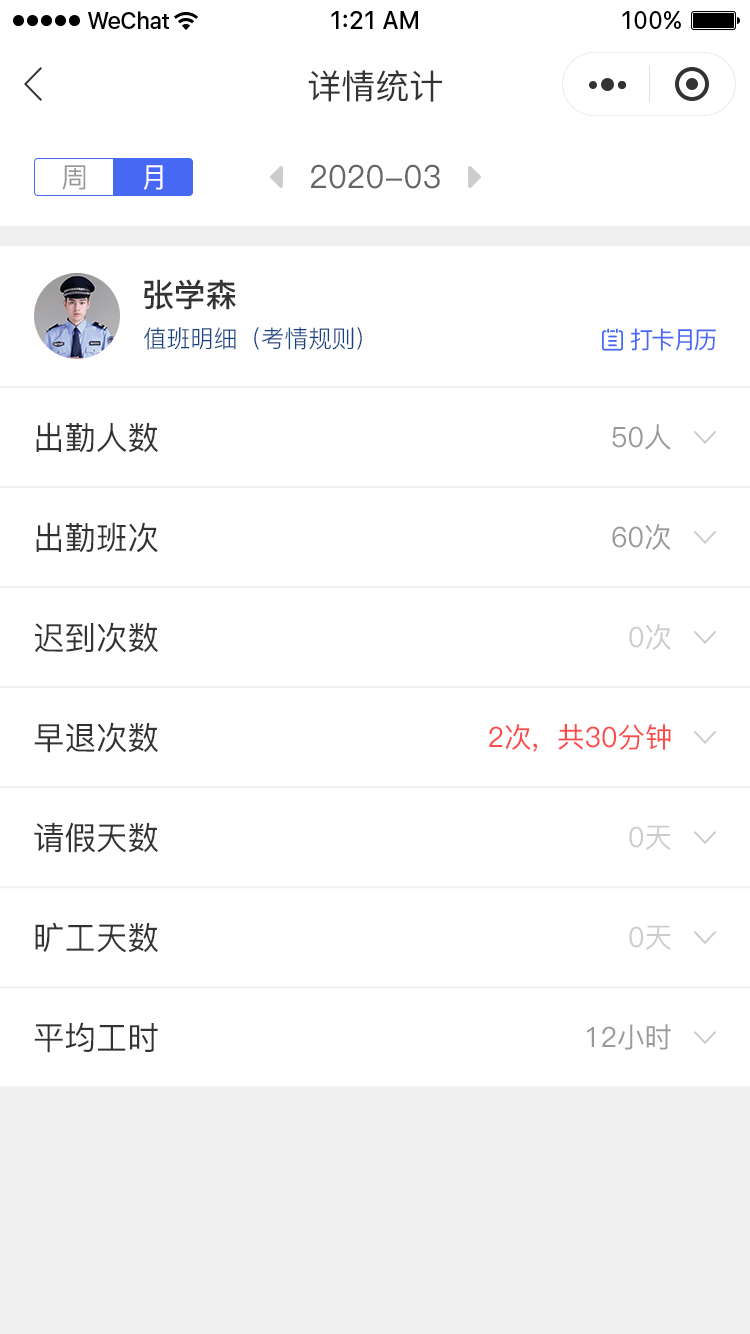 WeChat 1:21 AM 100%
详情统计
周 月 2020-03
张学森
值班明细（考情规则） 打卡月历
出勤人数 50人
出勤班次 60次
迟到次数 0次
早退次数 2次，共30分钟
请假天数 0天
旷工天数 0天
平均工时 12小时